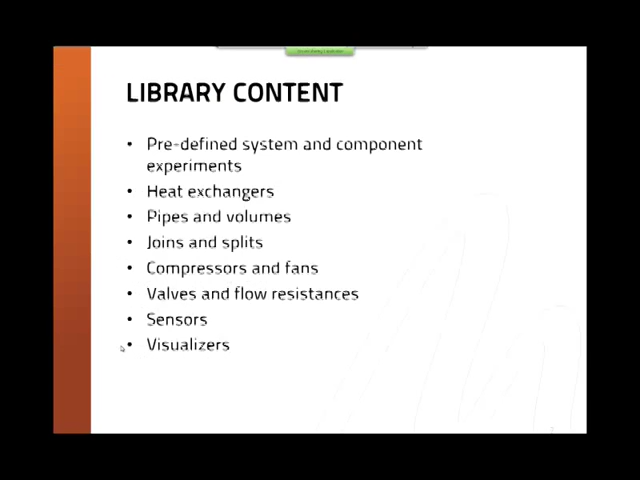 LIBRARY CONTENT
• Pre-defined system and component
experiments
• Heat exchangers
• Pipes and volumes
• Joins and splits
• Compressors and fans
• Valves and flow resistances
• Sensors
• Visualizers